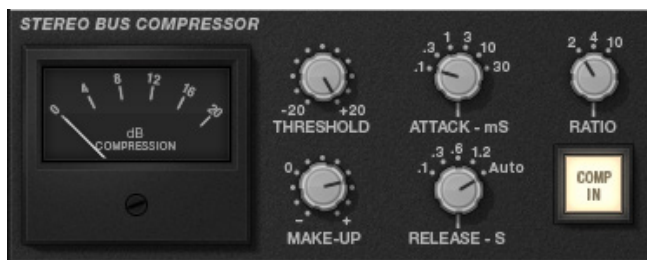 STEREO BUS COMPRESSOR
0 4 8 12 16 20
dB
COMPRESSION
-20 +20
THRESHOLD
.1 .3 1 3 10 30
ATTACK - mS
2 4 10
RATIO
0
- +
MAKE-UP
.1 .3 .6 1.2 Auto
RELEASE - S
COMP
IN